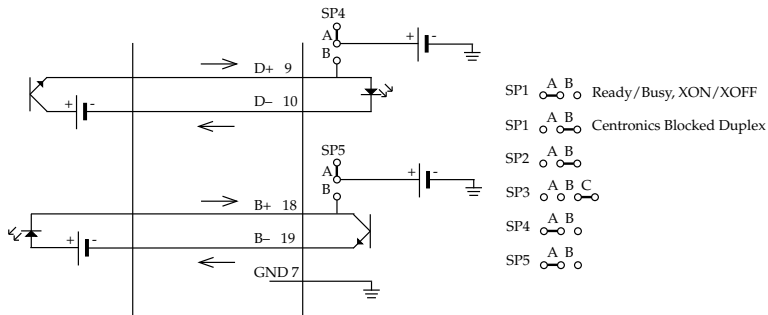 SP4
A
+ -
B
D+ 9
+ -
D– 10
SP5
A
+ -
B
B+ 18
+ -
B– 19
GND 7
SP1 A B Ready/Busy, XON/XOFF
SP1 A B Centronics Blocked Duplex
SP2 A B
SP3 A B C
SP4 A B
SP5 A B